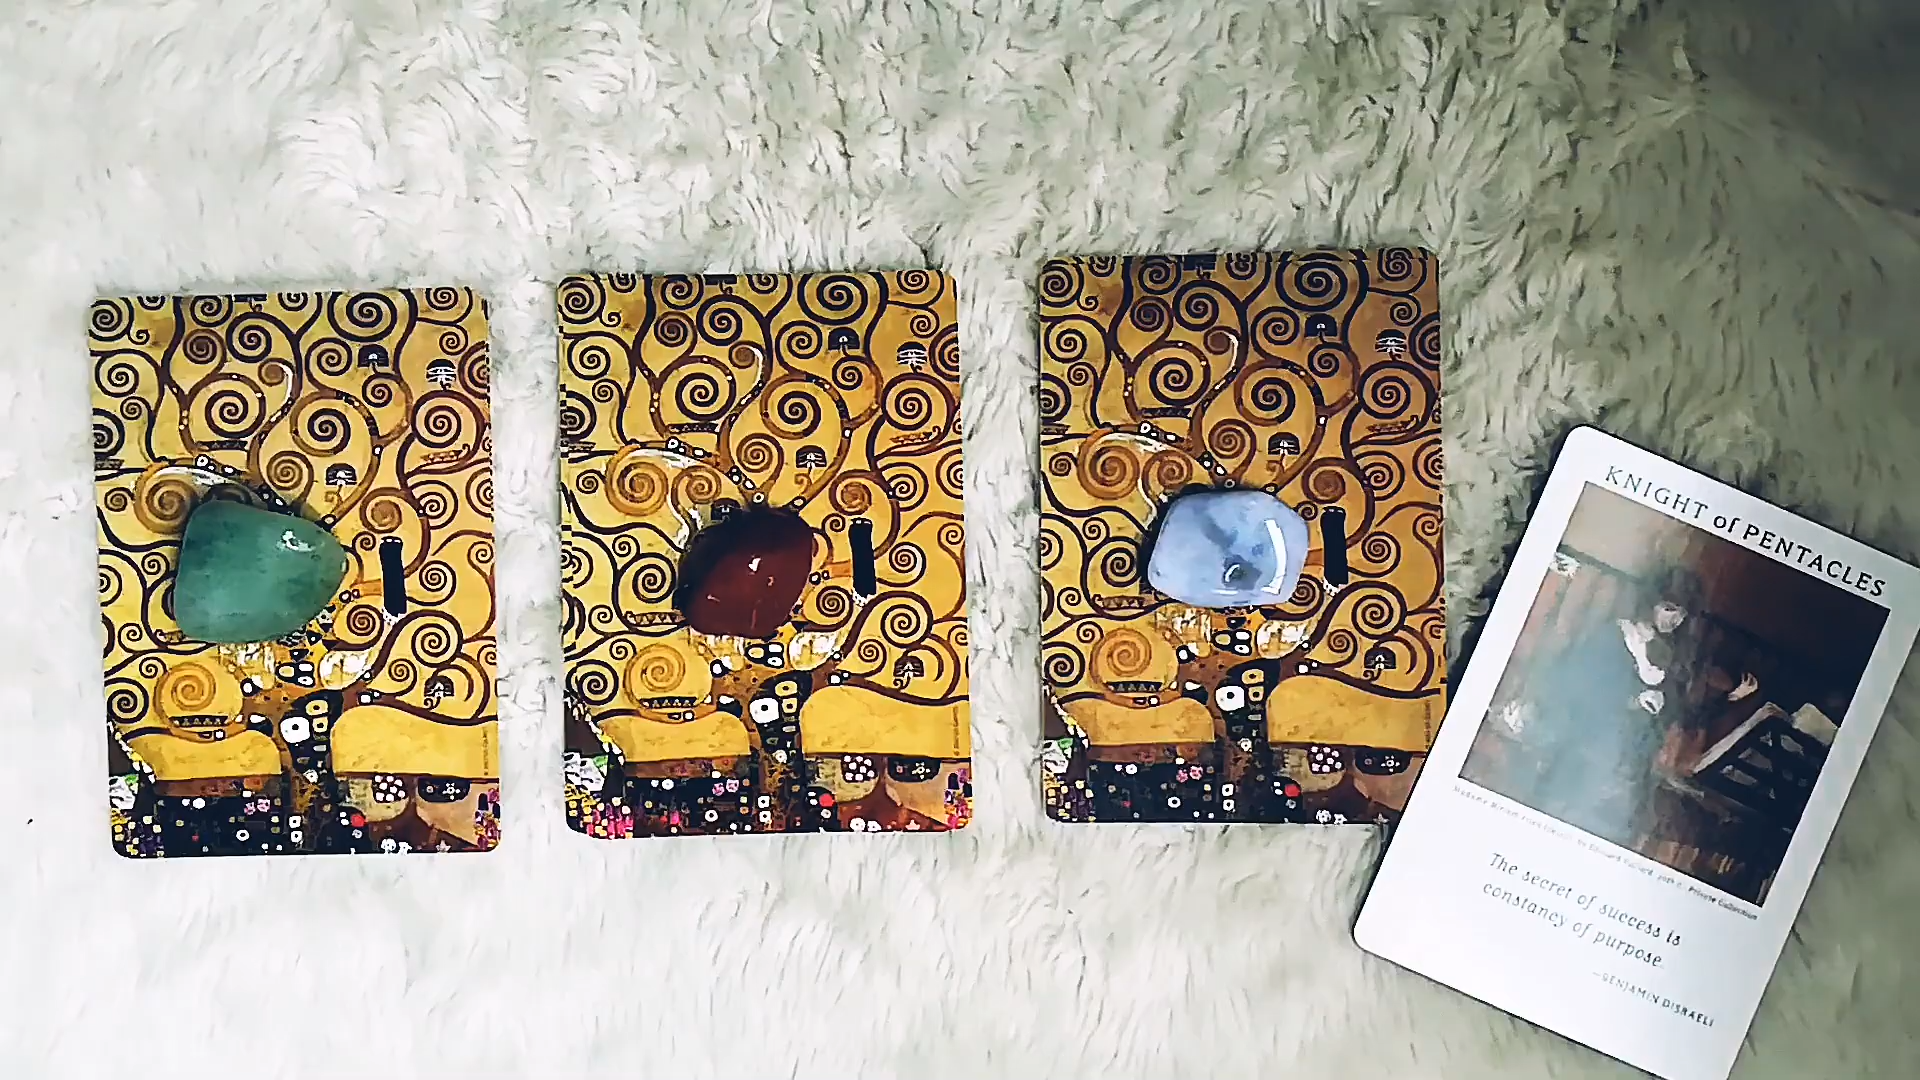 KNIGHT of PENTACLES
The secret of success is
constancy of purpose.
—BENJAMIN DISRAELI